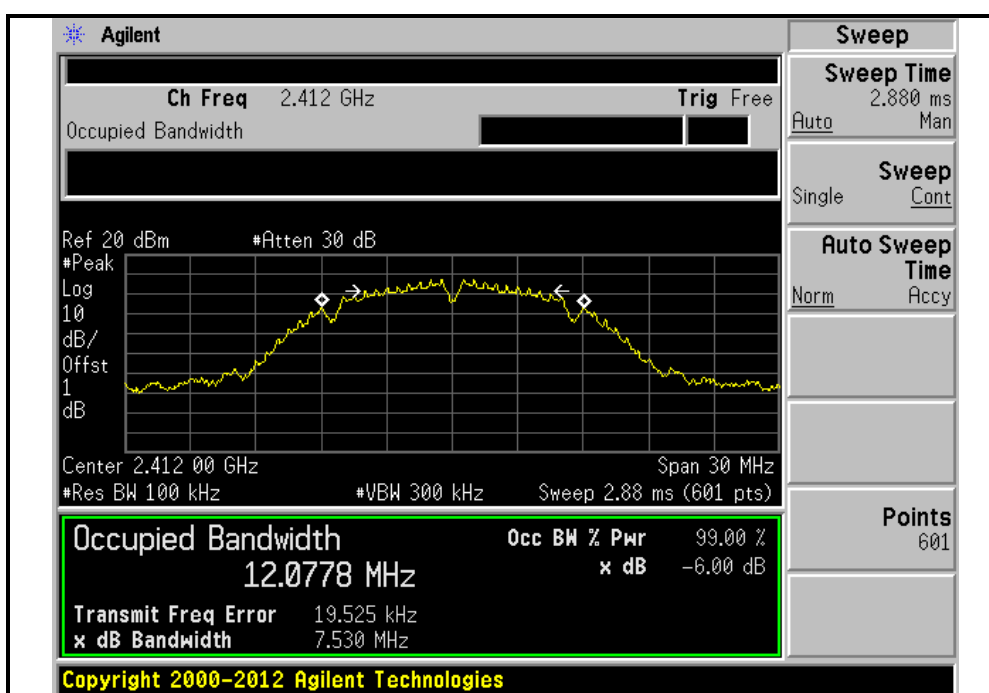 Agilent
Sweep
Ch Freq 2.412 GHz Trig Free
Occupied Bandwidth
Sweep Time
2.880 ms
Auto Man
Sweep
Single Cont
Auto Sweep
Time
Norm Accy
Points
601
Ref 20 dBm #Atten 30 dB
#Peak
Log
10
dB/
Offst
1
dB
Center 2.412 00 GHz Span 30 MHz
#Res BW 100 kHz #VBW 300 kHz Sweep 2.88 ms (601 pts)
Occupied Bandwidth
12.0778 MHz
Occ BW % Pwr 99.00 %
x dB -6.00 dB
Transmit Freq Error 19.525 kHz
x dB Bandwidth 7.530 MHz
Copyright 2000-2012 Agilent Technologies